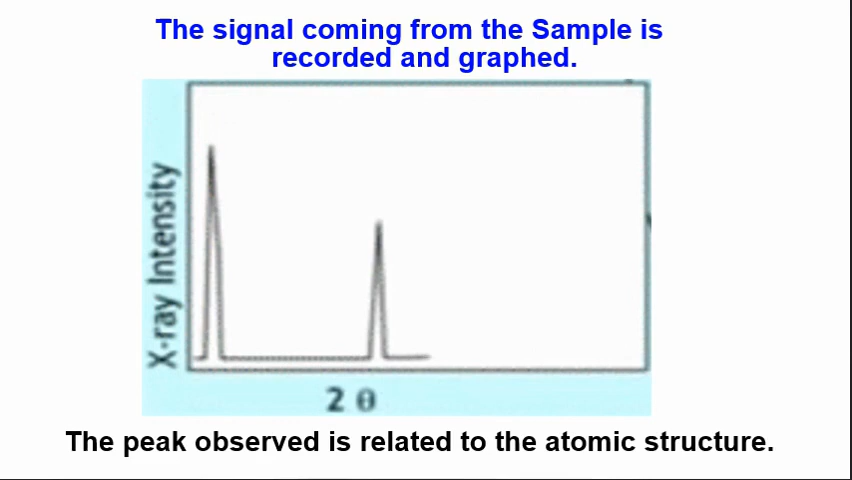 The signal coming from the Sample is
recorded and graphed.
X-ray Intensity
2 θ
The peak observed is related to the atomic structure.